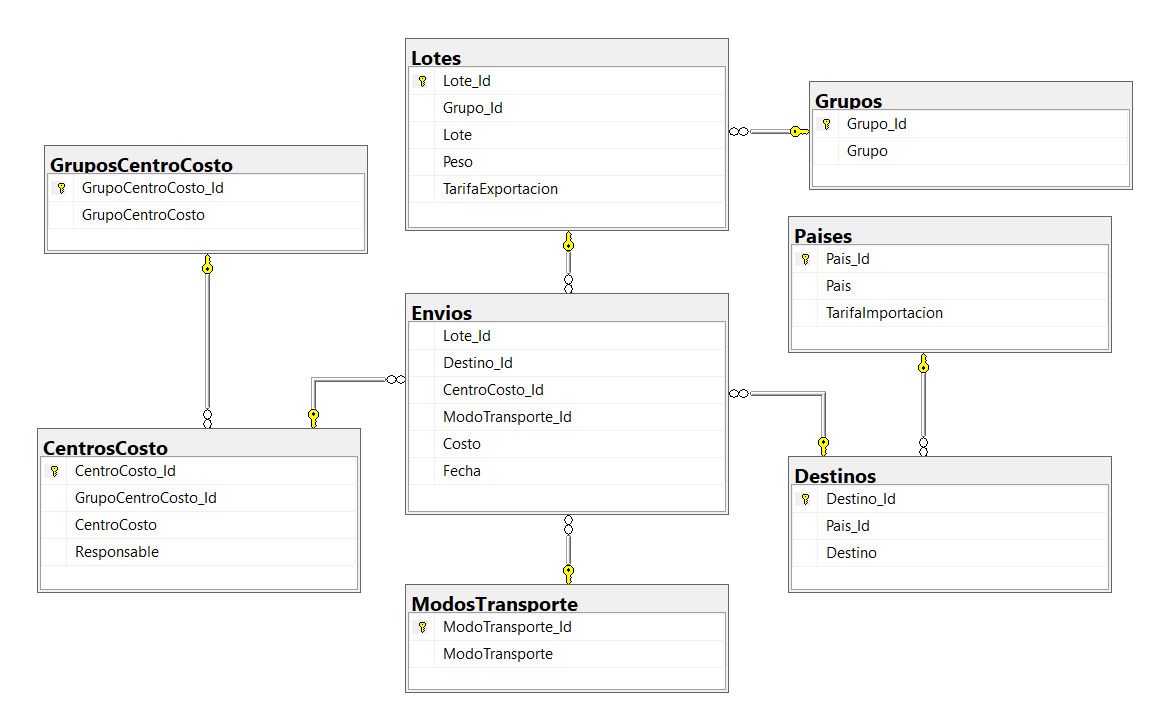 Lotes
Lote_Id
Grupo_Id
Lote
Peso
TarifaExportacion
Grupos
Grupo_Id
Grupo
GruposCentroCosto
GrupoCentroCosto_Id
GrupoCentroCosto
Paises
Pais_Id
Pais
TarifaImportacion
Envios
Lote_Id
Destino_Id
CentroCosto_Id
ModoTransporte_Id
Costo
Fecha
CentrosCosto
CentroCosto_Id
GrupoCentroCosto_Id
CentroCosto
Responsable
Destinos
Destino_Id
Pais_Id
Destino
ModosTransporte
ModoTransporte_Id
ModoTransporte